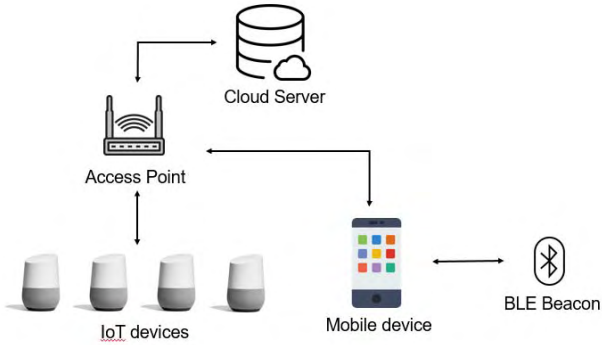 Cloud Server
Access Point
IoT devices
Mobile device
BLE Beacon